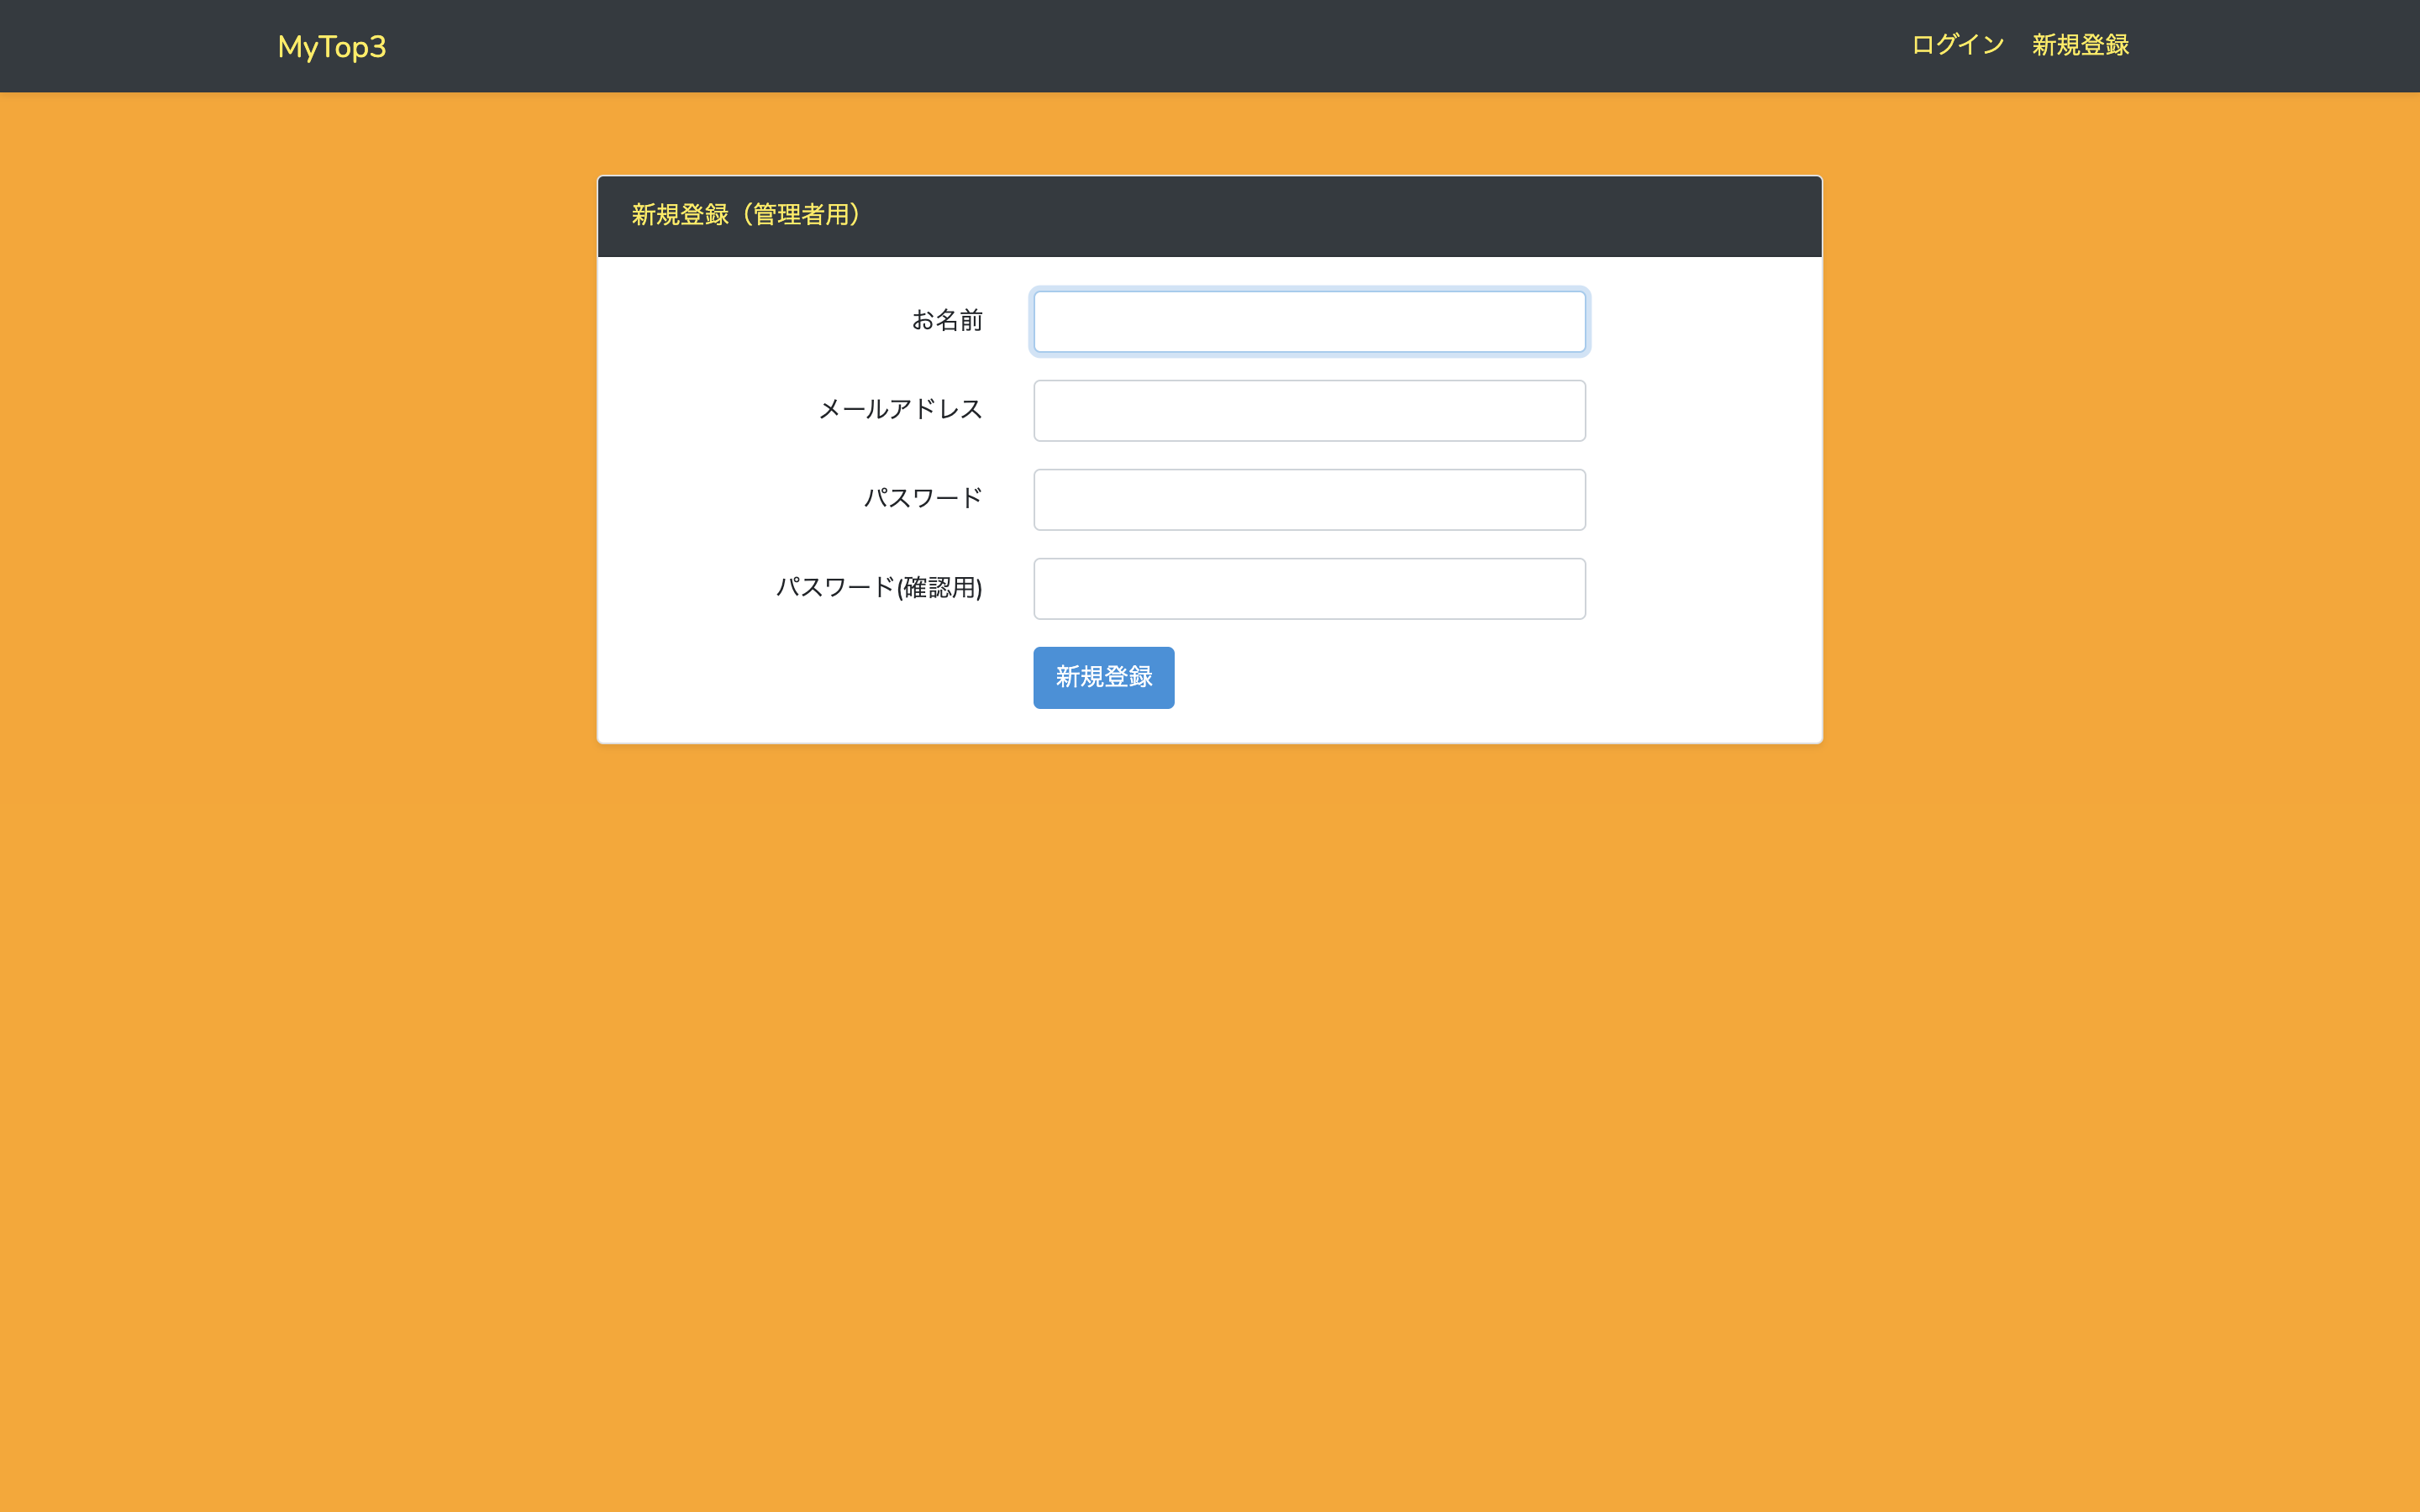 MyTop3
ログイン 新規登録
新規登録（管理者用）
お名前
メールアドレス
パスワード
パスワード(確認用)
新規登録